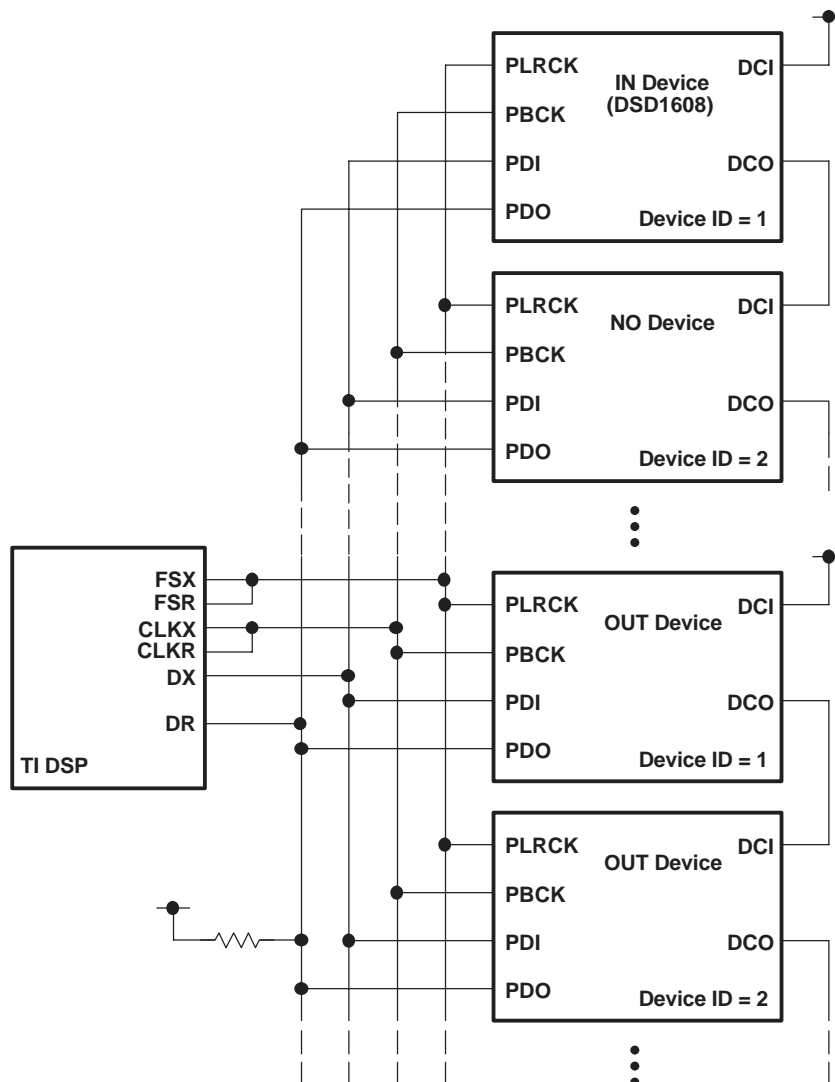 PLRCK
IN Device
(DSD1608)
DCI
PBCK
PDI
DCO
PDO
Device ID = 1
PLRCK
NO Device
DCI
PBCK
PDI
DCO
PDO
Device ID = 2
FSX
FSR
CLKX
CLKR
DX
DR
TI DSP
PLRCK
OUT Device
DCI
PBCK
PDI
DCO
PDO
Device ID = 1
PLRCK
OUT Device
DCI
PBCK
PDI
DCO
PDO
Device ID = 2